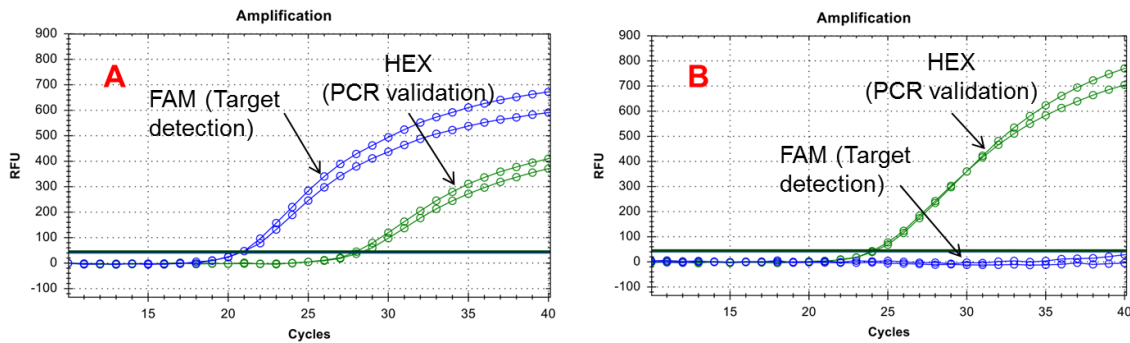 Amplification
900
800
700
600
500
400
300
200
100
0
-100
RFU
A
FAM (Target
detection)
HEX
(PCR validation)
15
20
25
30
35
40
Cycles
Amplification
900
800
700
600
500
400
300
200
100
0
-100
RFU
B
HEX
(PCR validation)
FAM (Target
detection)
15
20
25
30
35
40
Cycles